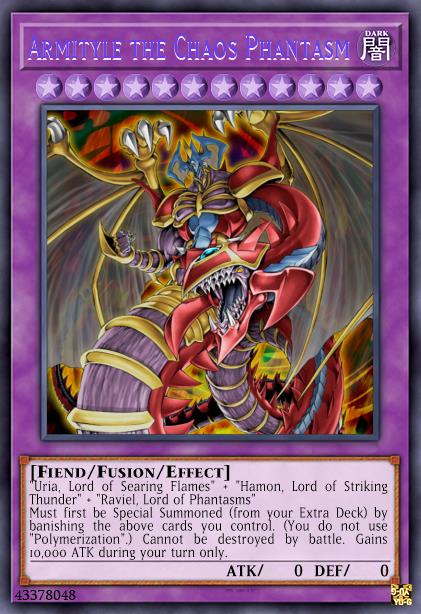 Armityle the Chaos Phantasm
DARK
闇
[Fiend/Fusion/Effect]
"Uria, Lord of Searing Flames" + "Hamon, Lord of Striking
Thunder" + "Raviel, Lord of Phantasms"
Must first be Special Summoned (from your Extra Deck) by
banishing the above cards you control. (You do not use
"Polymerization".) Cannot be destroyed by battle. Gains
10,000 ATK during your turn only.
ATK/ 0 DEF/ 0
43378048